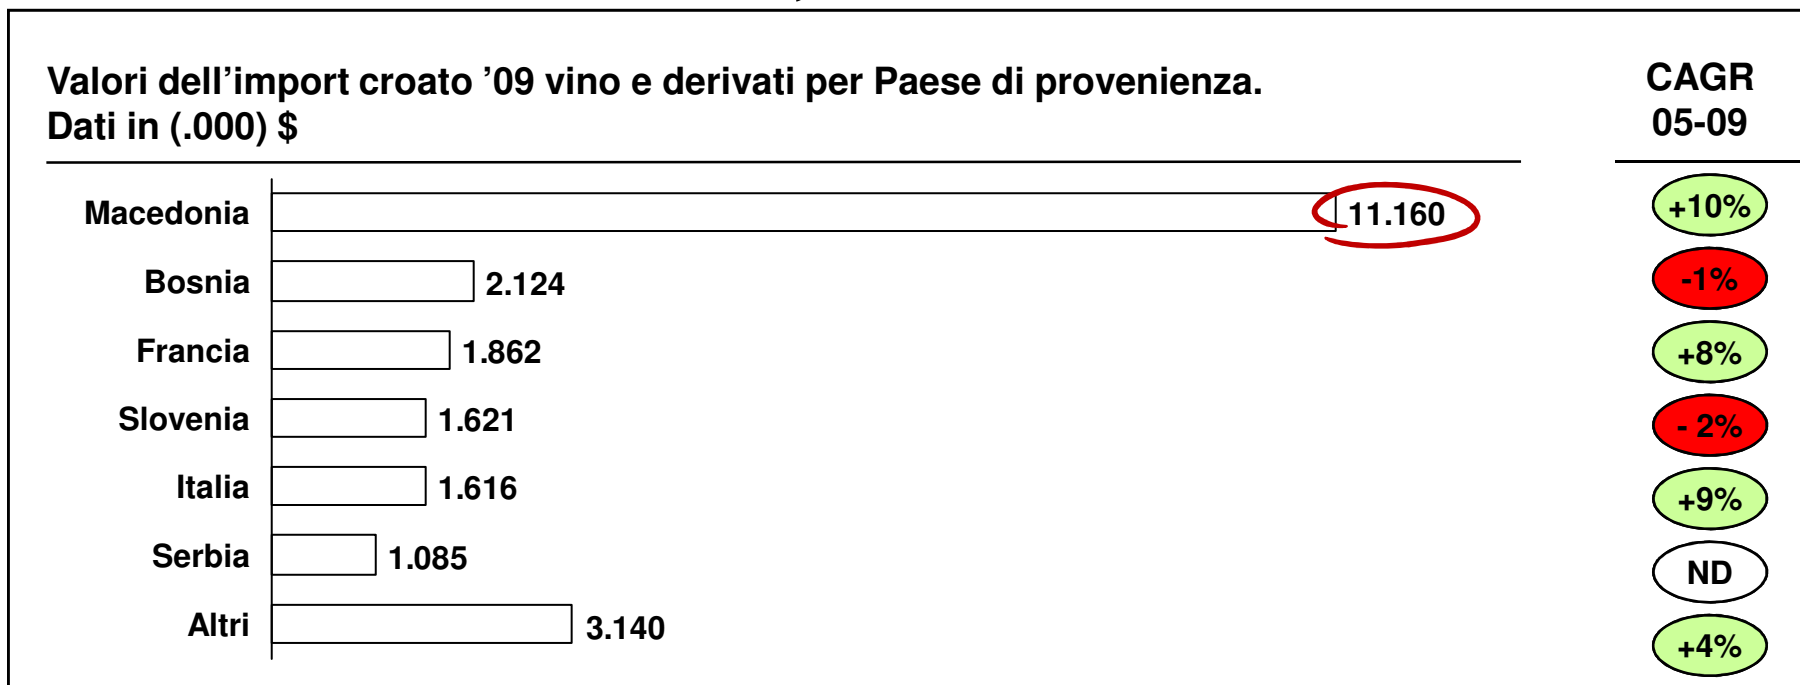 Valori dell’import croato ’09 vino e derivati per Paese di provenienza.
Dati in (.000) $
CAGR
05-09
Macedonia 11.160 +10%
Bosnia 2.124 -1%
Francia 1.862 +8%
Slovenia 1.621 - 2%
Italia 1.616 +9%
Serbia 1.085 ND
Altri 3.140 +4%